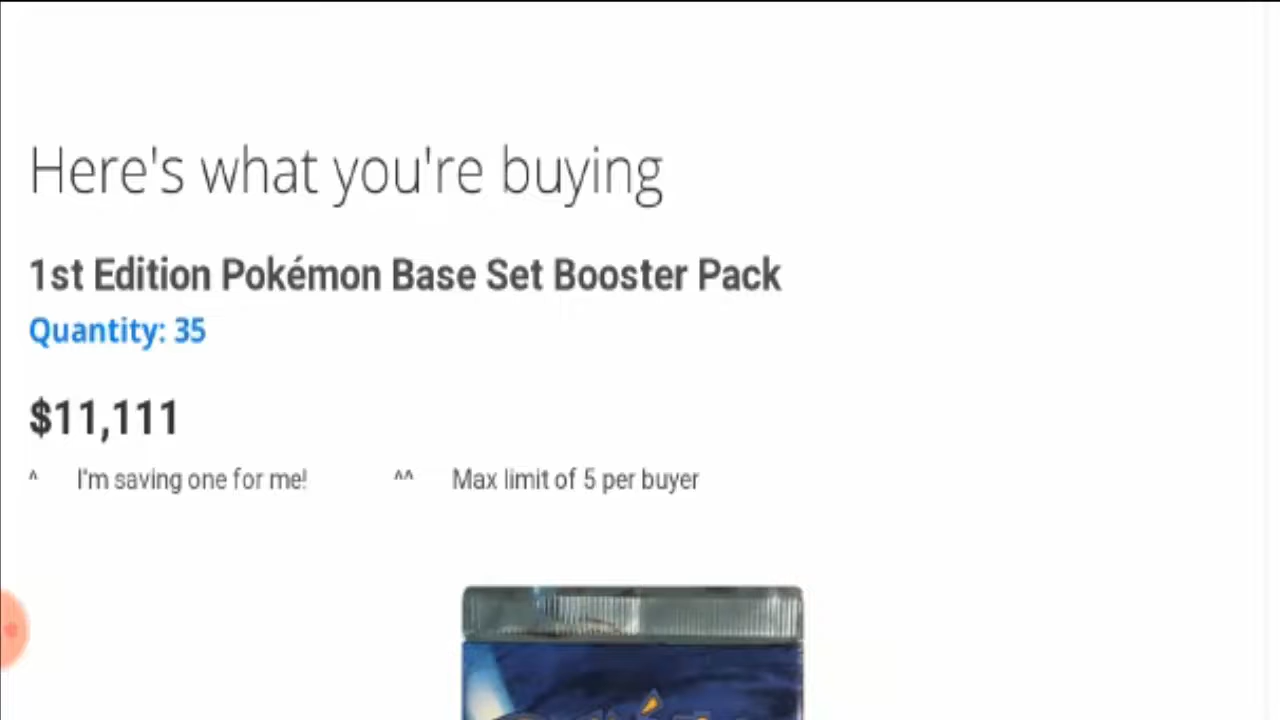 Here's what you're buying
1st Edition Pokémon Base Set Booster Pack
Quantity: 35
$11,111
^ I'm saving one for me! ^^ Max limit of 5 per buyer